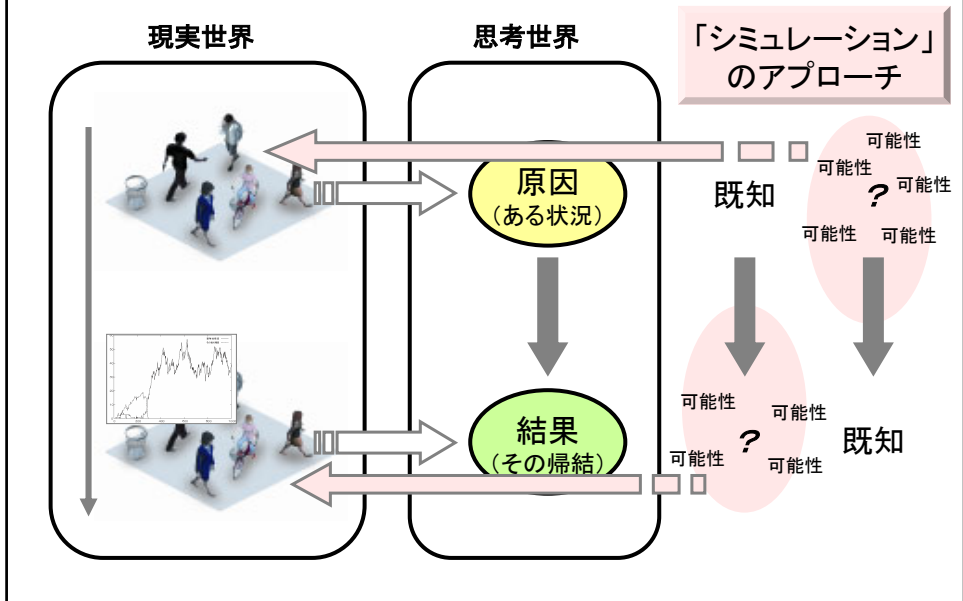 現実世界
思考世界
「シミュレーション」
のアプローチ
原因
(ある状況)
既知
可能性
可能性
可能性
?
可能性
可能性
結果
(その帰結)
可能性
可能性
?
可能性
可能性
既知